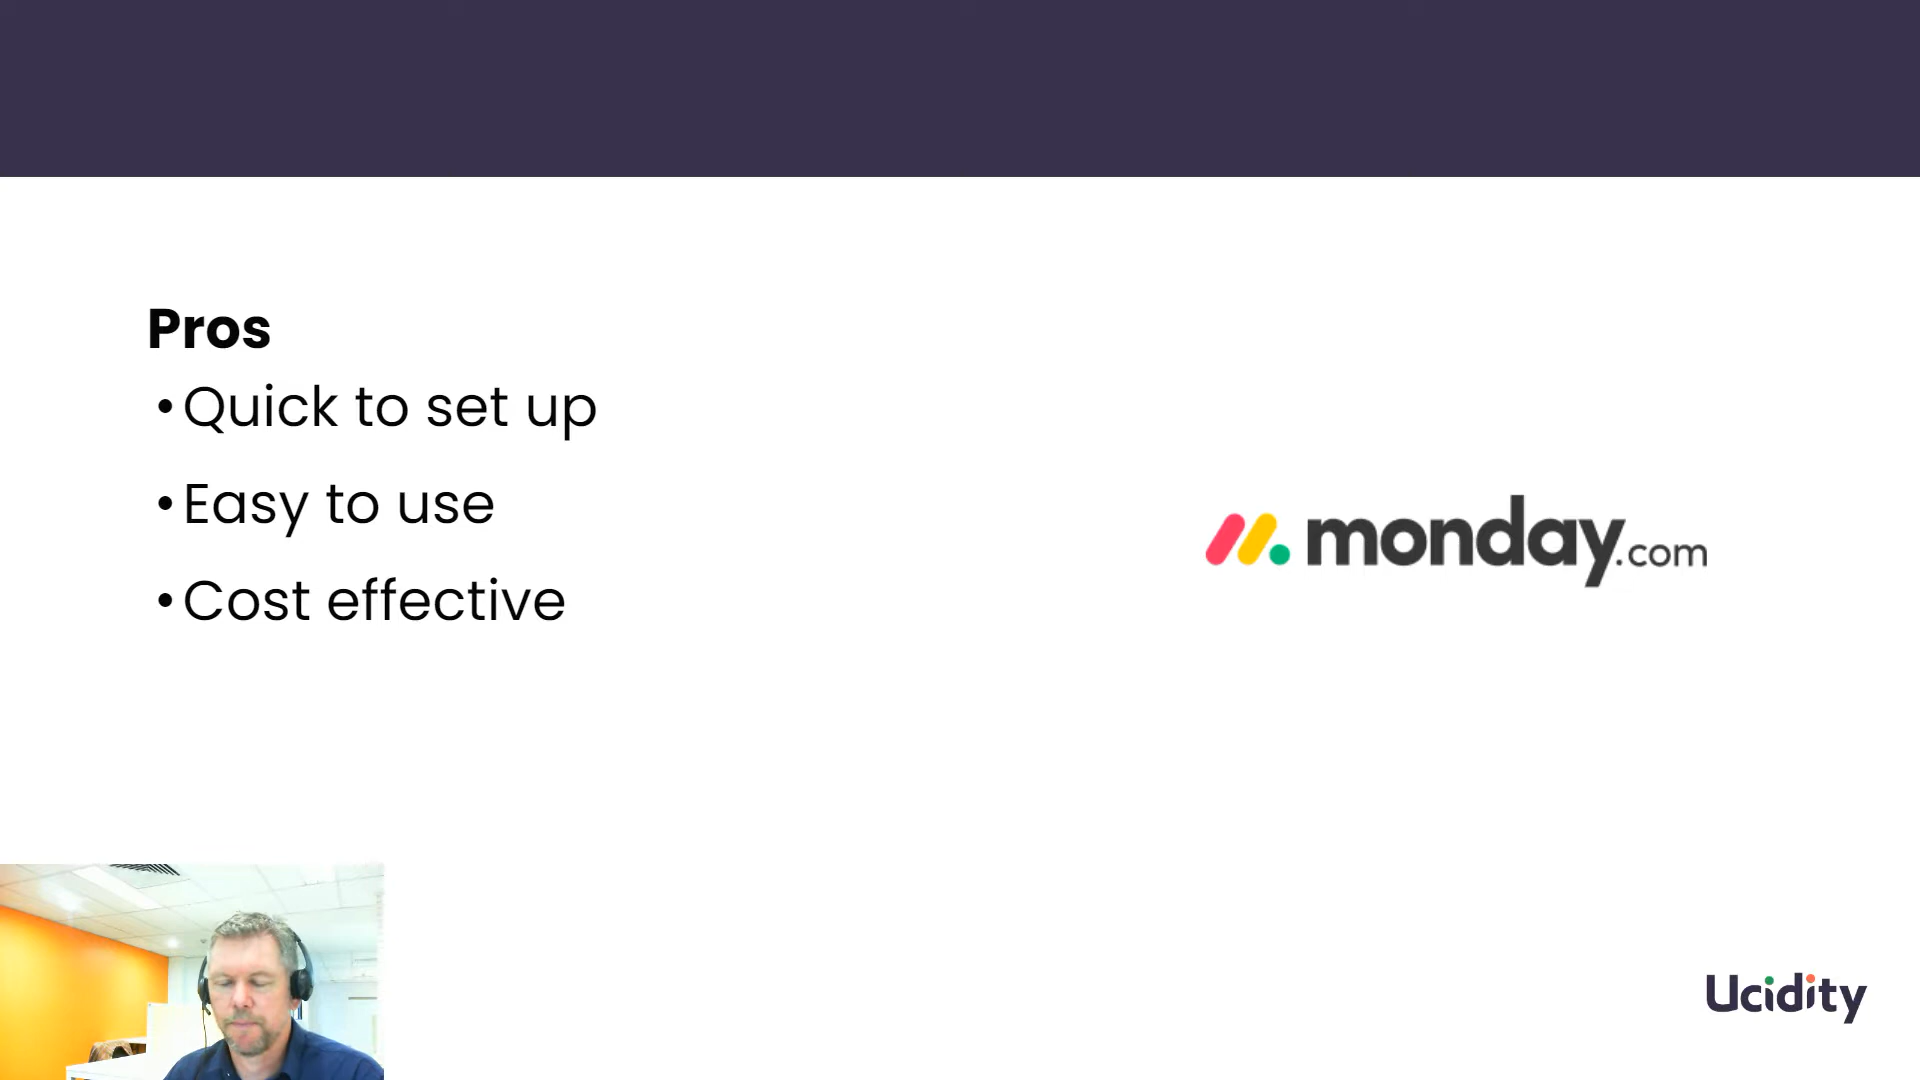 Pros
•Quick to set up
•Easy to use
•Cost effective
monday.com
Ucidity